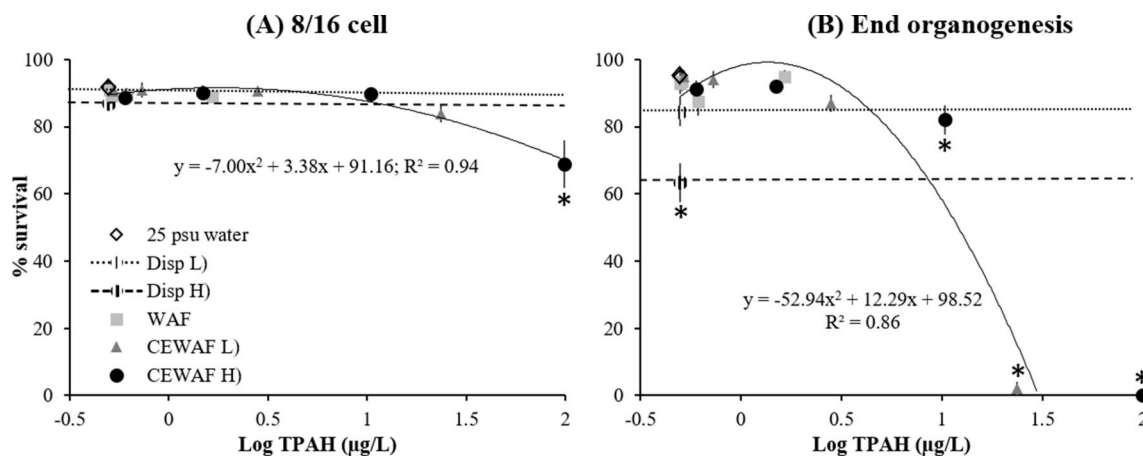 (A) 8/16 cell
(B) End organogenesis
% survival
100
80
60
40
20
0
y = -7.00x² + 3.38x + 91.16; R² = 0.94
*
25 psu water
Disp L)
Disp H)
WAF
CEWAF L)
CEWAF H)
-0.5 0 0.5 1 1.5 2
Log TPAH (µg/L)
100
80
60
40
20
0
*
*
y = -52.94x² + 12.29x + 98.52
R² = 0.86
*
*
-0.5 0 0.5 1 1.5 2
Log TPAH (µg/L)